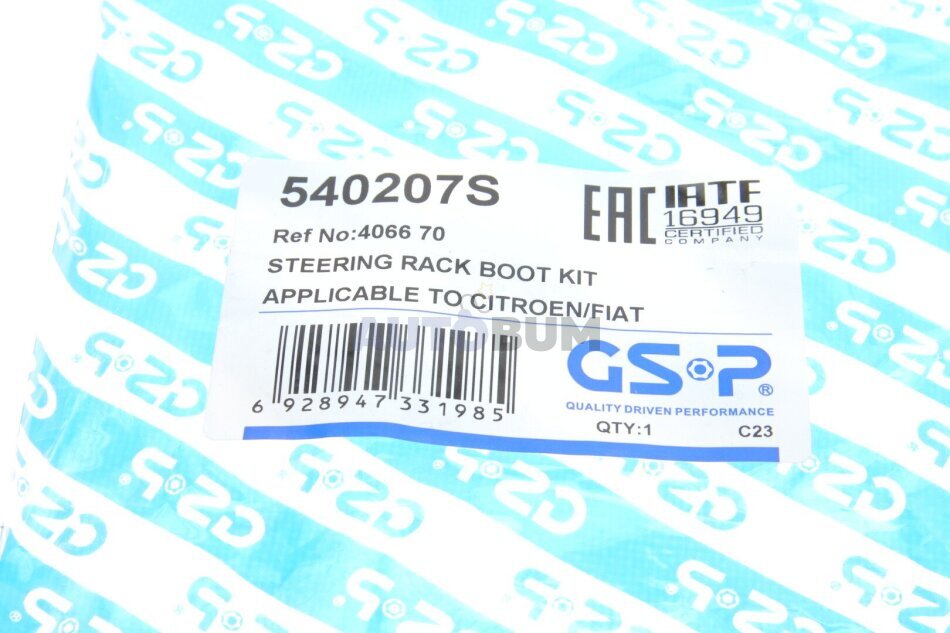 540207S
EAC
IATF
16949
CERTIFIED
COMPANY
Ref No:4066 70
STEERING RACK BOOT KIT
APPLICABLE TO CITROEN/FIAT
AUTOBUM
6 928947 331985
GS•P®
QUALITY DRIVEN PERFORMANCE
QTY:1 C23